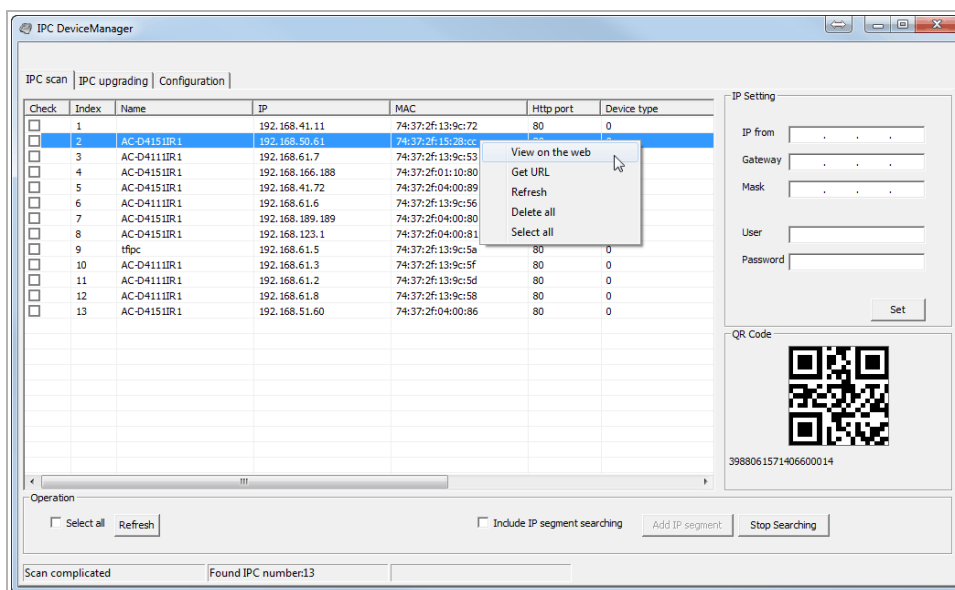 IPC DeviceManager
IPC scan IPC upgrading Configuration
Check Index Name IP MAC Http port Device type
1 192.168.41.11 74:37:2f:13:9c:72 80 0
2 AC-D4151IR1 192.168.50.61 74:37:2f:15:28:cc
3 AC-D4111IR1 192.168.61.7 74:37:2f:13:9c:53
4 AC-D4151IR1 192.168.166.188 74:37:2f:01:10:80
5 AC-D4151IR1 192.168.41.72 74:37:2f:04:00:89
6 AC-D4111IR1 192.168.61.6 74:37:2f:13:9c:56
7 AC-D4151IR1 192.168.189.189 74:37:2f:04:00:80
8 AC-D4151IR1 192.168.123.1 74:37:2f:04:00:81
9 tfipc 192.168.61.5 74:37:2f:13:9c:5a 80 0
10 AC-D4111IR1 192.168.61.3 74:37:2f:13:9c:5f 80 0
11 AC-D4111IR1 192.168.61.2 74:37:2f:13:9c:5d 80 0
12 AC-D4111IR1 192.168.61.8 74:37:2f:13:9c:58 80 0
13 AC-D4151IR1 192.168.51.60 74:37:2f:04:00:86 80 0
View on the web
Get URL
Refresh
Delete all
Select all
IP Setting
IP from . . .
Gateway . . .
Mask . . .
User
Password
Set
QR Code
3988061571406600014
Operation
Select all Refresh Include IP segment searching Add IP segment Stop Searching
Scan complicated Found IPC number:13